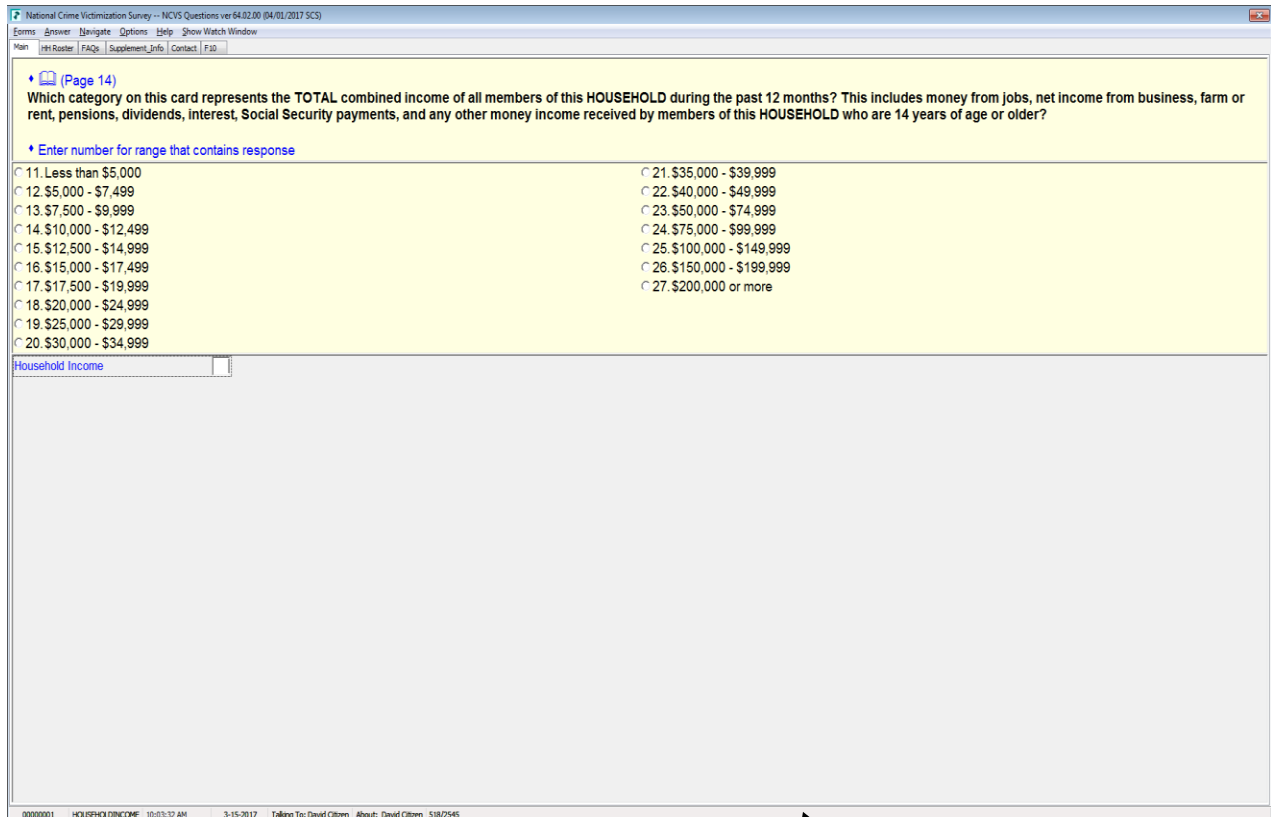 National Crime Victimization Survey -- NCVS Questions ver 64.02.00 (04/01/2017 SCS)
Forms Answer Navigate Options Help Show Watch Window
Main HH Roster FAQs Supplement_Info Contact F10
(Page 14)
Which category on this card represents the TOTAL combined income of all members of this HOUSEHOLD during the past 12 months? This includes money from jobs, net income from business, farm or
rent, pensions, dividends, interest, Social Security payments, and any other money income received by members of this HOUSEHOLD who are 14 years of age or older?
Enter number for range that contains response
11. Less than $5,000
12. $5,000 - $7,499
13. $7,500 - $9,999
14. $10,000 - $12,499
15. $12,500 - $14,999
16. $15,000 - $17,499
17. $17,500 - $19,999
18. $20,000 - $24,999
19. $25,000 - $29,999
20. $30,000 - $34,999
21. $35,000 - $39,999
22. $40,000 - $49,999
23. $50,000 - $74,999
24. $75,000 - $99,999
25. $100,000 - $149,999
26. $150,000 - $199,999
27. $200,000 or more
Household Income
00000001 HOUSEHOLDINCOME 10:03:32 AM 3-15-2017 Talking To: David Citizen About: David Citizen 518/2545